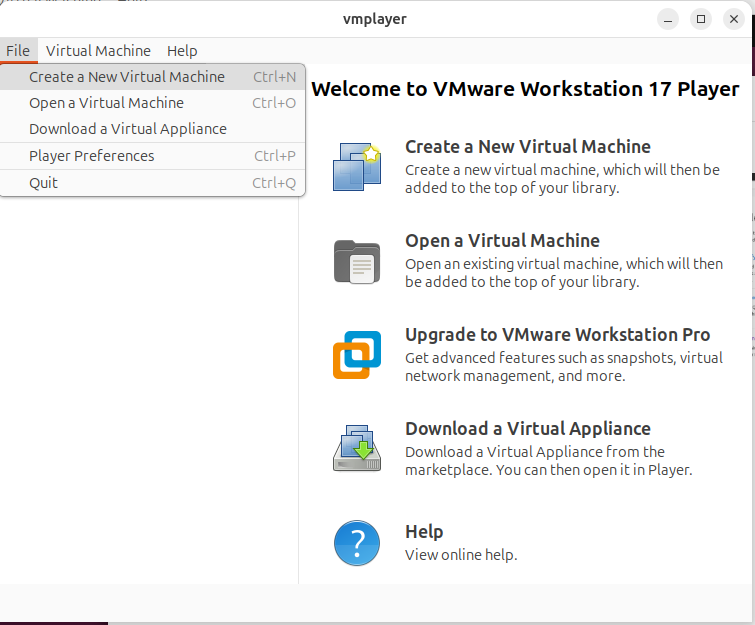 vmplayer
File Virtual Machine Help
Create a New Virtual Machine Ctrl+N
Open a Virtual Machine Ctrl+O
Download a Virtual Appliance
Player Preferences Ctrl+P
Quit Ctrl+Q
Welcome to VMware Workstation 17 Player
Create a New Virtual Machine
Create a new virtual machine, which will then be
added to the top of your library.
Open a Virtual Machine
Open an existing virtual machine, which will then
be added to the top of your library.
Upgrade to VMware Workstation Pro
Get advanced features such as snapshots, virtual
network management, and more.
Download a Virtual Appliance
Download a Virtual Appliance from the
marketplace. You can then open it in Player.
Help
View online help.